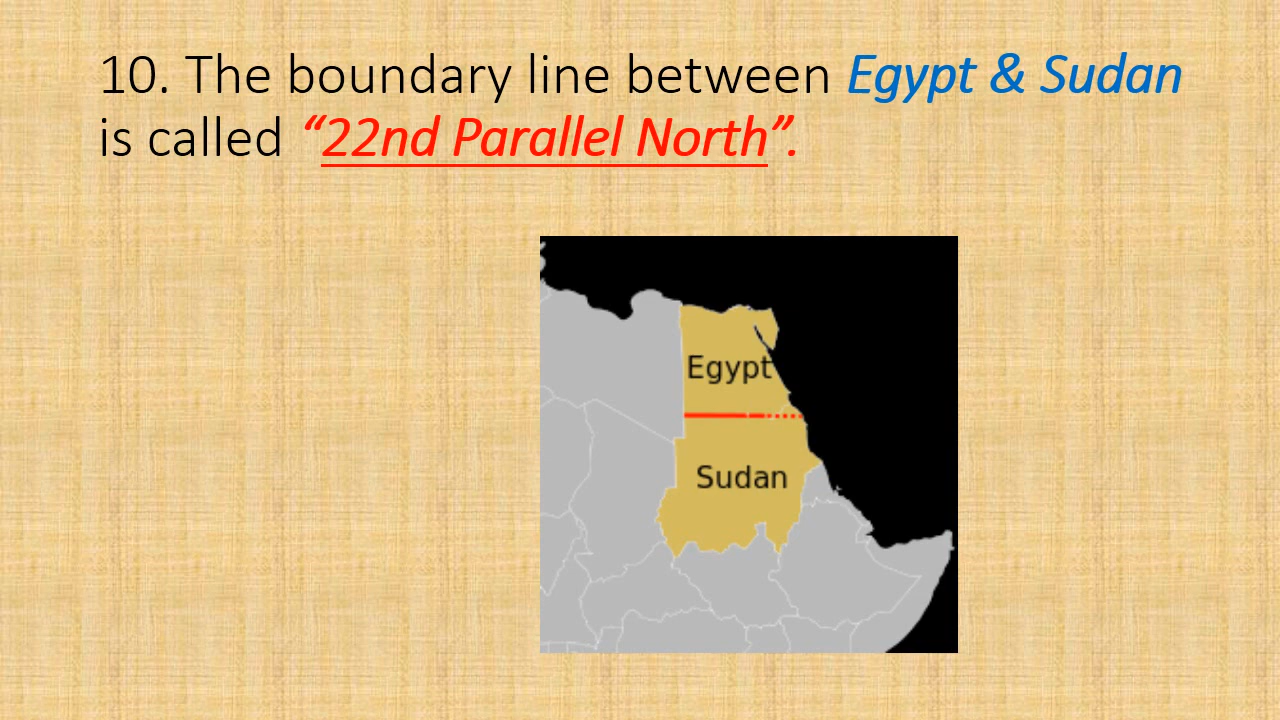 10. The boundary line between Egypt & Sudan
is called “22nd Parallel North”.
Egypt
Sudan